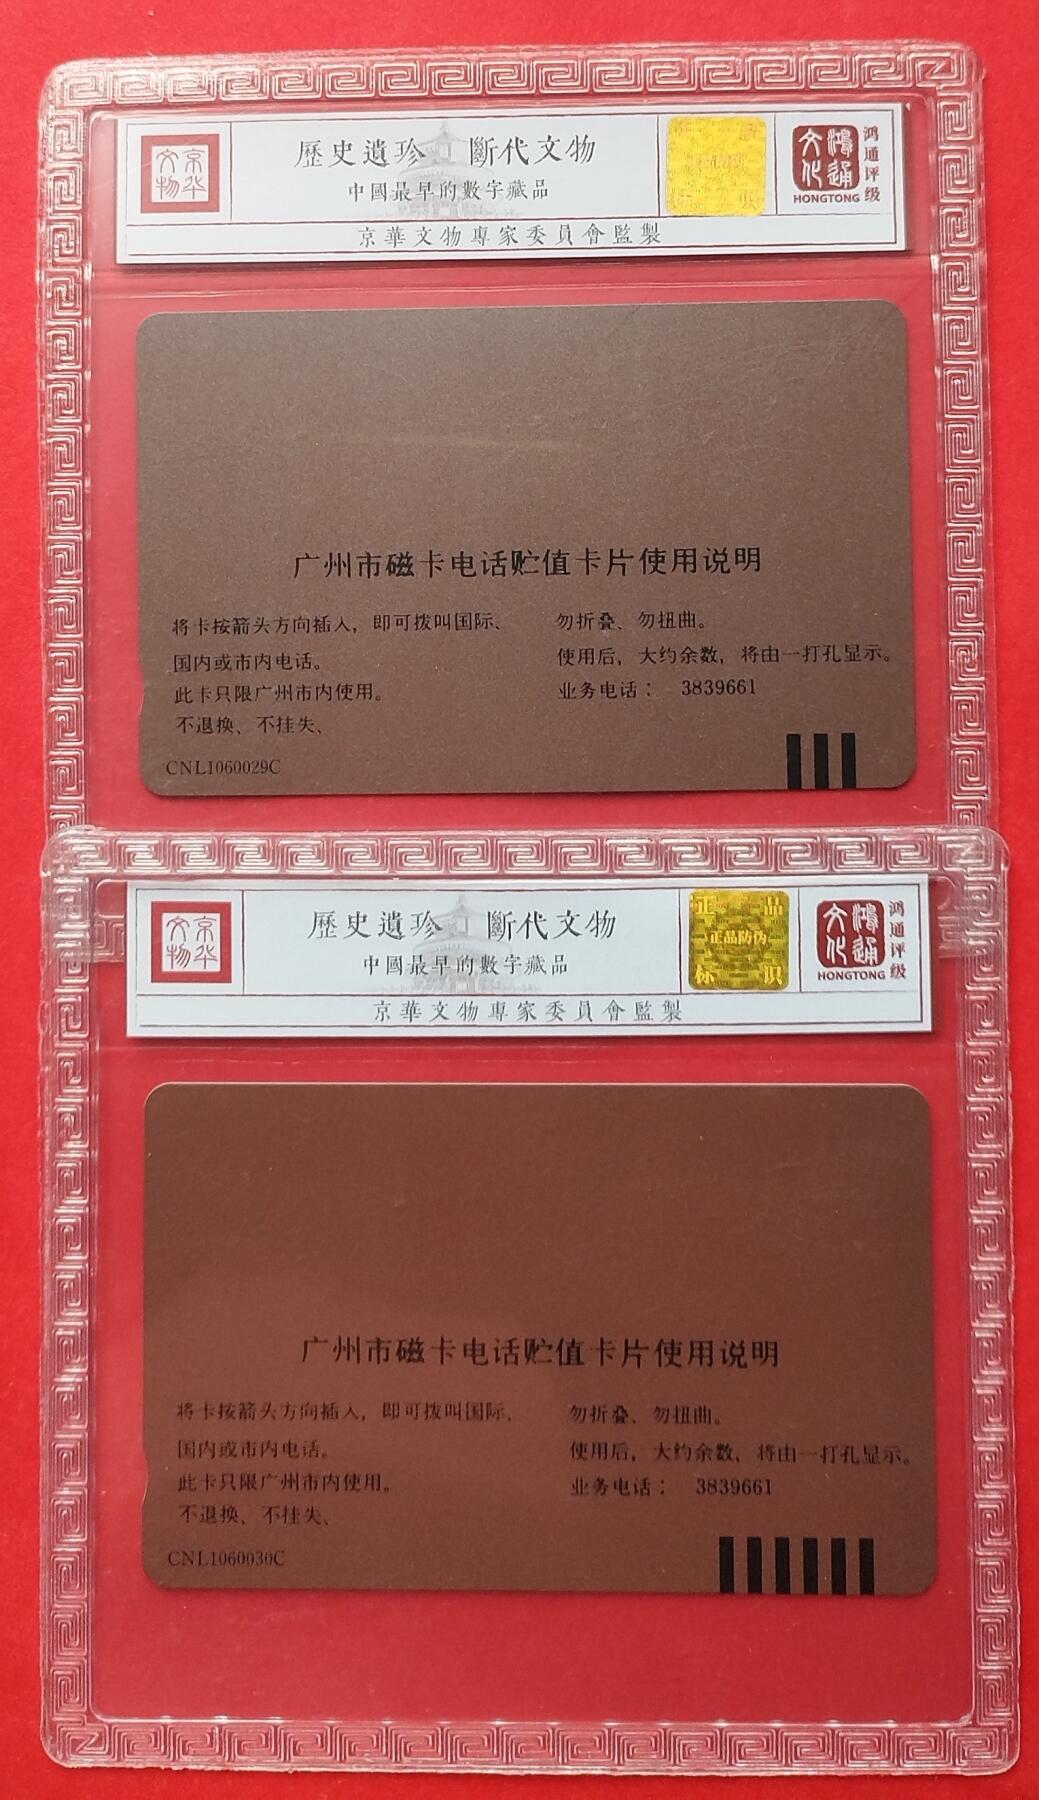 京华文物
歷史遺珍 斷代文物
中國最早的數字藏品
京華文物專家委員會監製
鸿通文化
HONGTONG
鸿通评级
广州市磁卡电话贮值卡片使用说明
将卡按箭头方向插入，即可拨叫国际、
国内或市内电话。
此卡只限广州市内使用。
不退换、不挂失、
CNL1060029C
勿折叠、勿扭曲。
使用后，大约余数，将由一打孔显示。
业务电话： 3839661
京华文物
歷史遺珍 斷代文物
中國最早的數字藏品
京華文物專家委員會監製
正品
正品防伪
标识
鸿通文化
HONGTONG
鸿通评级
广州市磁卡电话贮值卡片使用说明
将卡按箭头方向插入，即可拨叫国际、
国内或市内电话。
此卡只限广州市内使用。
不退换、不挂失、
CNL1060030C
勿折叠、勿扭曲。
使用后，大约余数，将由一打孔显示。
业务电话： 3839661